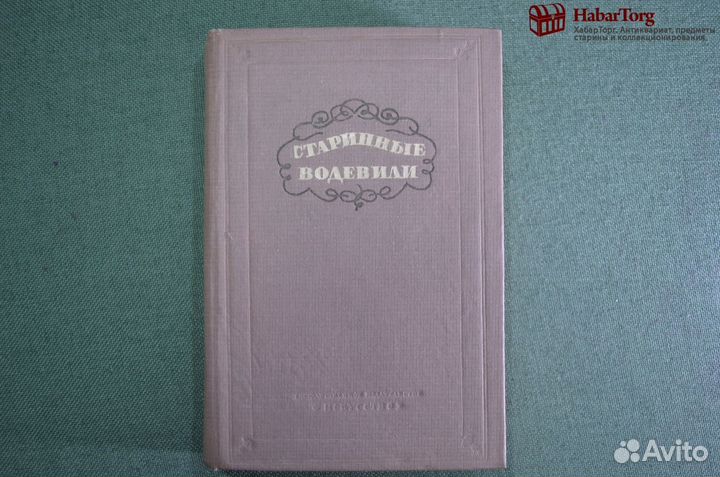 HabarTorg
ХабарТорг. Антиквариат, предметы
старины и коллекционирования.
СТАРИННЫЕ
ВОДЕВИЛИ
Avito